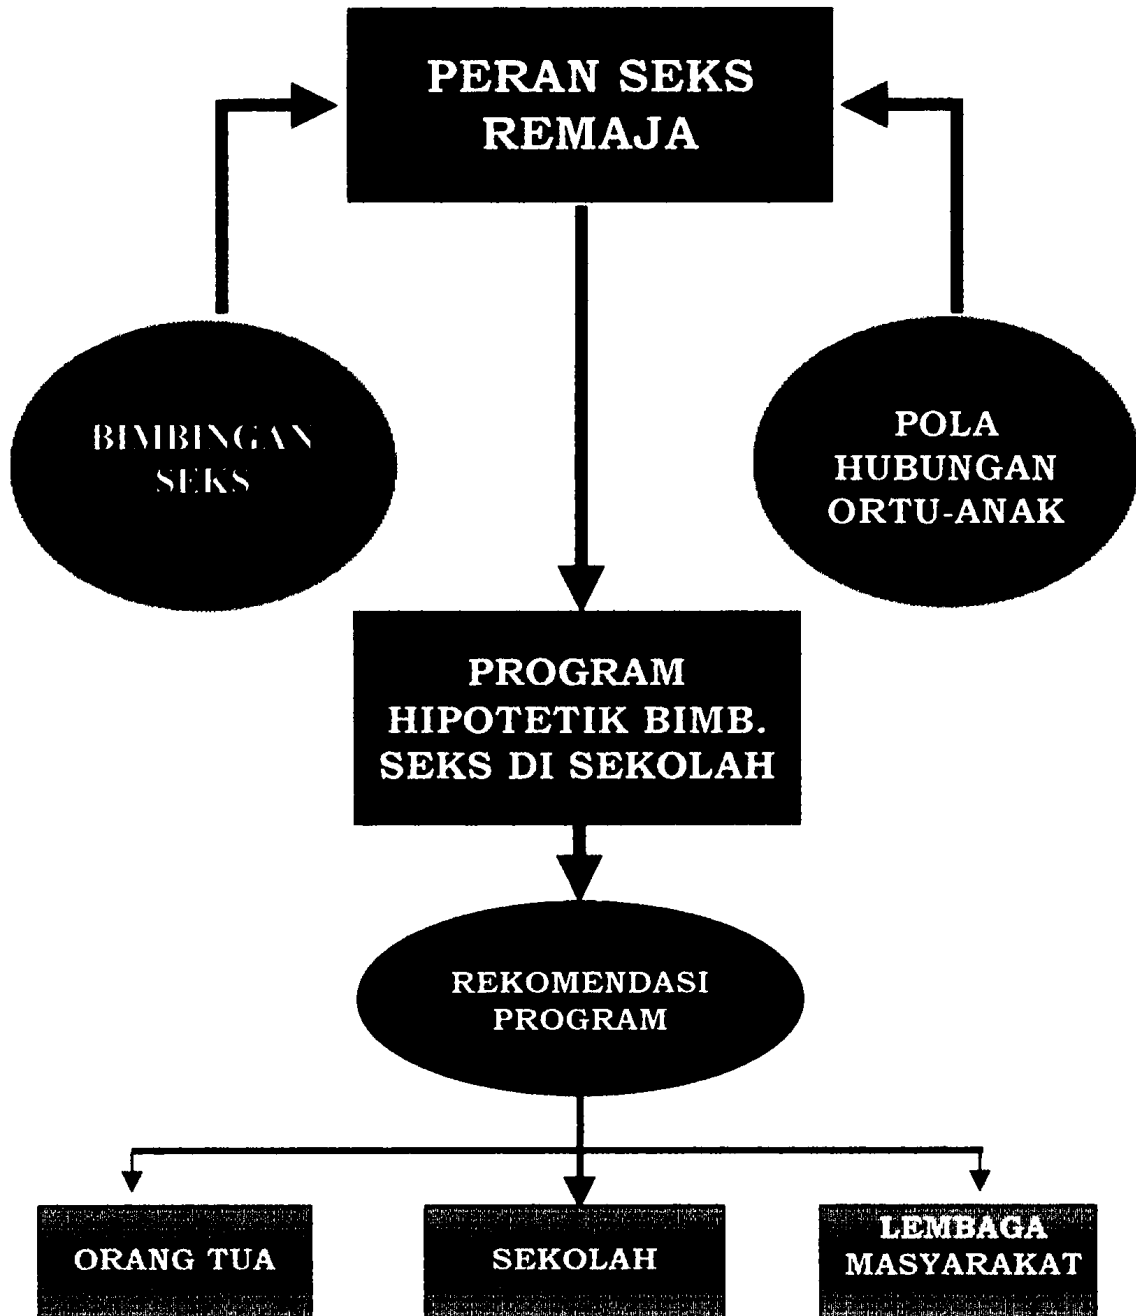 PERAN SEKS
REMAJA
BIMBINGAN
SEKS
POLA
HUBUNGAN
ORTU-ANAK
PROGRAM
HIPOTETIK BIMB.
SEKS DI SEKOLAH
REKOMENDASI
PROGRAM
ORANG TUA
SEKOLAH
LEMBAGA
MASYARAKAT